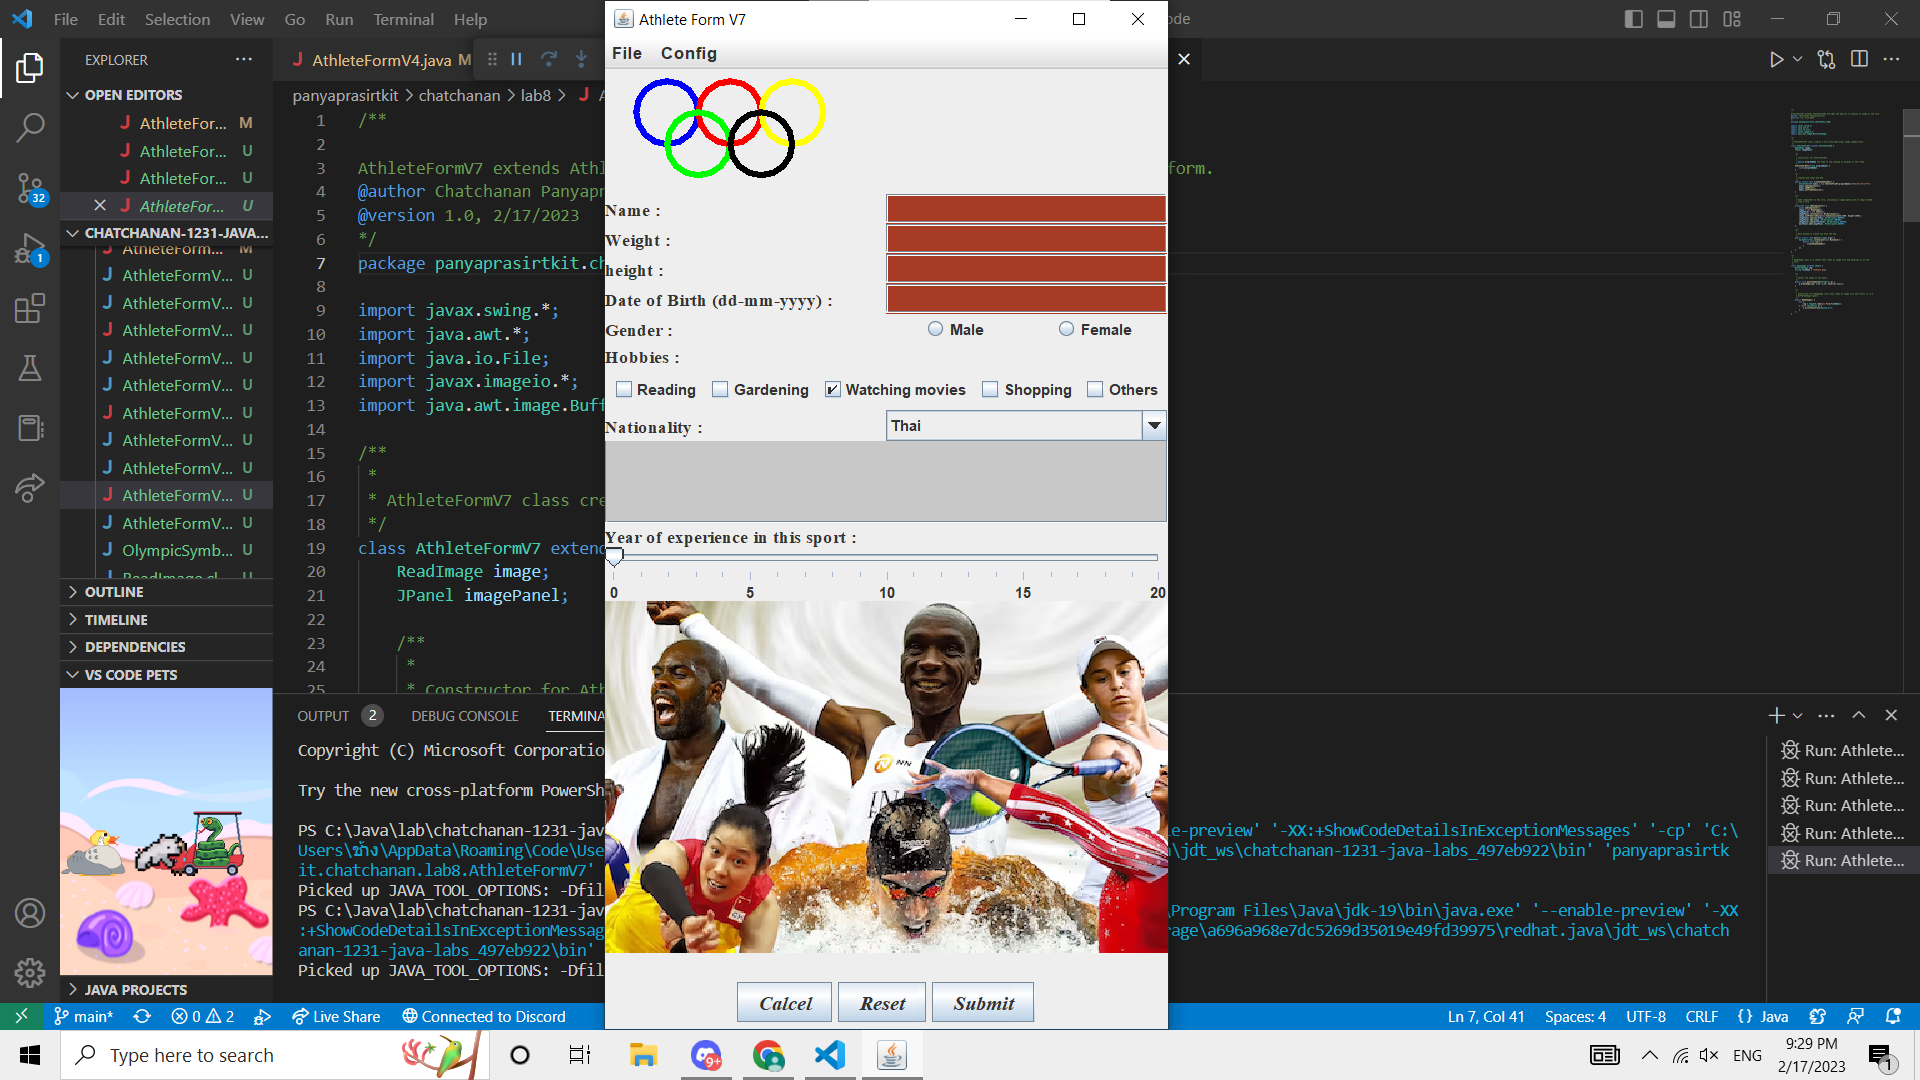 File Edit Selection View Go Run Terminal Help
Athlete Form V7
EXPLORER
AthleteFormV4.java M
File Config
OPEN EDITORS
panyaprasirtkit > chatchanan > lab8 >
AthleteFor... M
AthleteFor... U
AthleteFor... U
AthleteFor... U
CHATCHANAN-1231-JAVA...
AthleteForm... M
AthleteFormV... U
AthleteFormV... U
AthleteFormV... U
AthleteFormV... U
AthleteFormV... U
AthleteFormV... U
AthleteFormV... U
AthleteFormV... U
AthleteFormV... U
AthleteFormV... U
OlympicSymb... U
OUTLINE
TIMELINE
DEPENDENCIES
VS CODE PETS
JAVA PROJECTS
32
1
1 /**
2
3 AthleteFormV7 extends Athl
4 @author Chatchanan Panyapr
5 @version 1.0, 2/17/2023
6 */
7 package panyaprasirtkit.ch
8
9 import javax.swing.*;
10 import java.awt.*;
11 import java.io.File;
12 import javax.imageio.*;
13 import java.awt.image.Buff
14
15 /**
16 *
17 * AthleteFormV7 class cre
18 */
19 class AthleteFormV7 extend
20 ReadImage image;
21 JPanel imagePanel;
22
23 /**
24 *
25 * Constructor for Ath
orm.
Name :
Weight :
height :
Date of Birth (dd-mm-yyyy) :
Gender : Male Female
Hobbies :
Reading Gardening Watching movies Shopping Others
Nationality : Thai
Year of experience in this sport :
0 5 10 15 20
Calcel Reset Submit
OUTPUT 2 DEBUG CONSOLE TERMINA
Copyright (C) Microsoft Corporatio
Try the new cross-platform PowerSh
PS C:\Java\lab\chatchanan-1231-jav
le-preview' '-XX:+ShowCodeDetailsInExceptionMessages' '-cp' 'C:\
Users\ช้าง\AppData\Roaming\Code\Use
n\jdt_ws\chatchanan-1231-java-labs_497eb922\bin' 'panyaprasirtk
it.chatchanan.lab8.AthleteFormV7'
Picked up JAVA_TOOL_OPTIONS: -Dfil
PS C:\Java\lab\chatchanan-1231-jav
\Program Files\Java\jdk-19\bin\java.exe' '--enable-preview' '-XX
:+ShowCodeDetailsInExceptionMessag
rage\a696a968e7dc5269d35019e49fd39975\redhat.java\jdt_ws\chatch
anan-1231-java-labs_497eb922\bin'
Picked up JAVA_TOOL_OPTIONS: -Dfil
Run: Athlete...
Run: Athlete...
Run: Athlete...
Run: Athlete...
Run: Athlete...
main* 0 2 Live Share Connected to Discord
Ln 7, Col 41 Spaces: 4 UTF-8 CRLF {} Java
Type here to search
9+
ENG
9:29 PM
2/17/2023
1